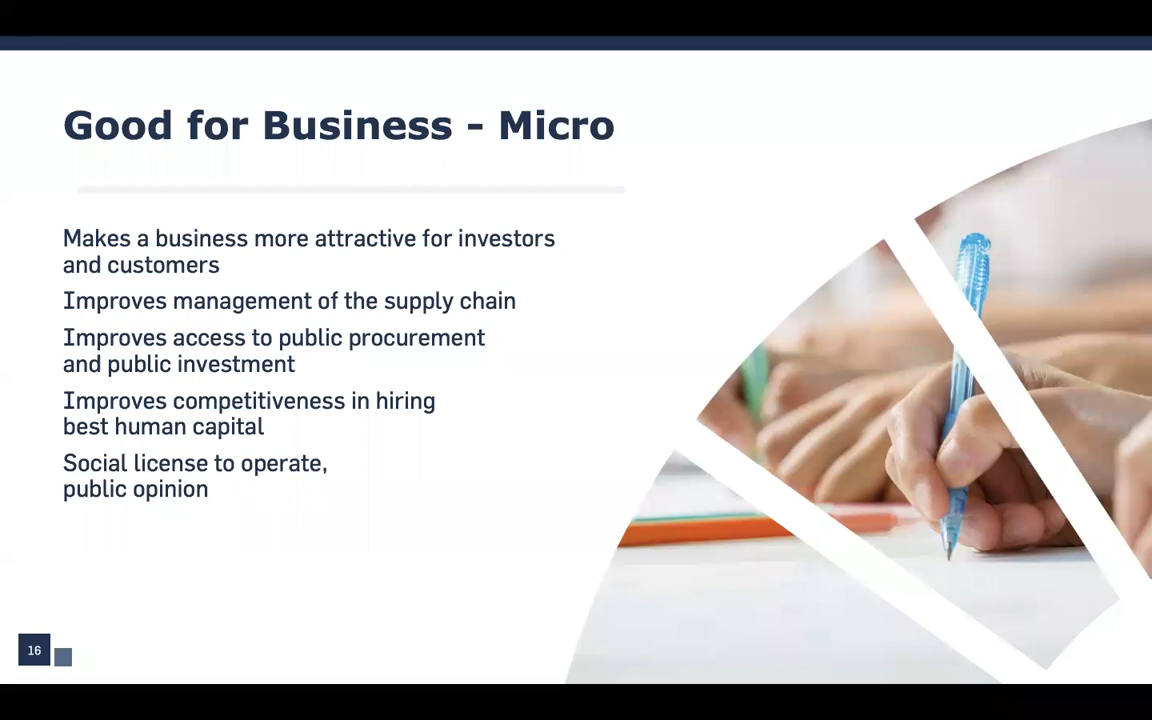 Good for Business - Micro
Makes a business more attractive for investors
and customers
Improves management of the supply chain
Improves access to public procurement
and public investment
Improves competitiveness in hiring
best human capital
Social license to operate,
public opinion
16